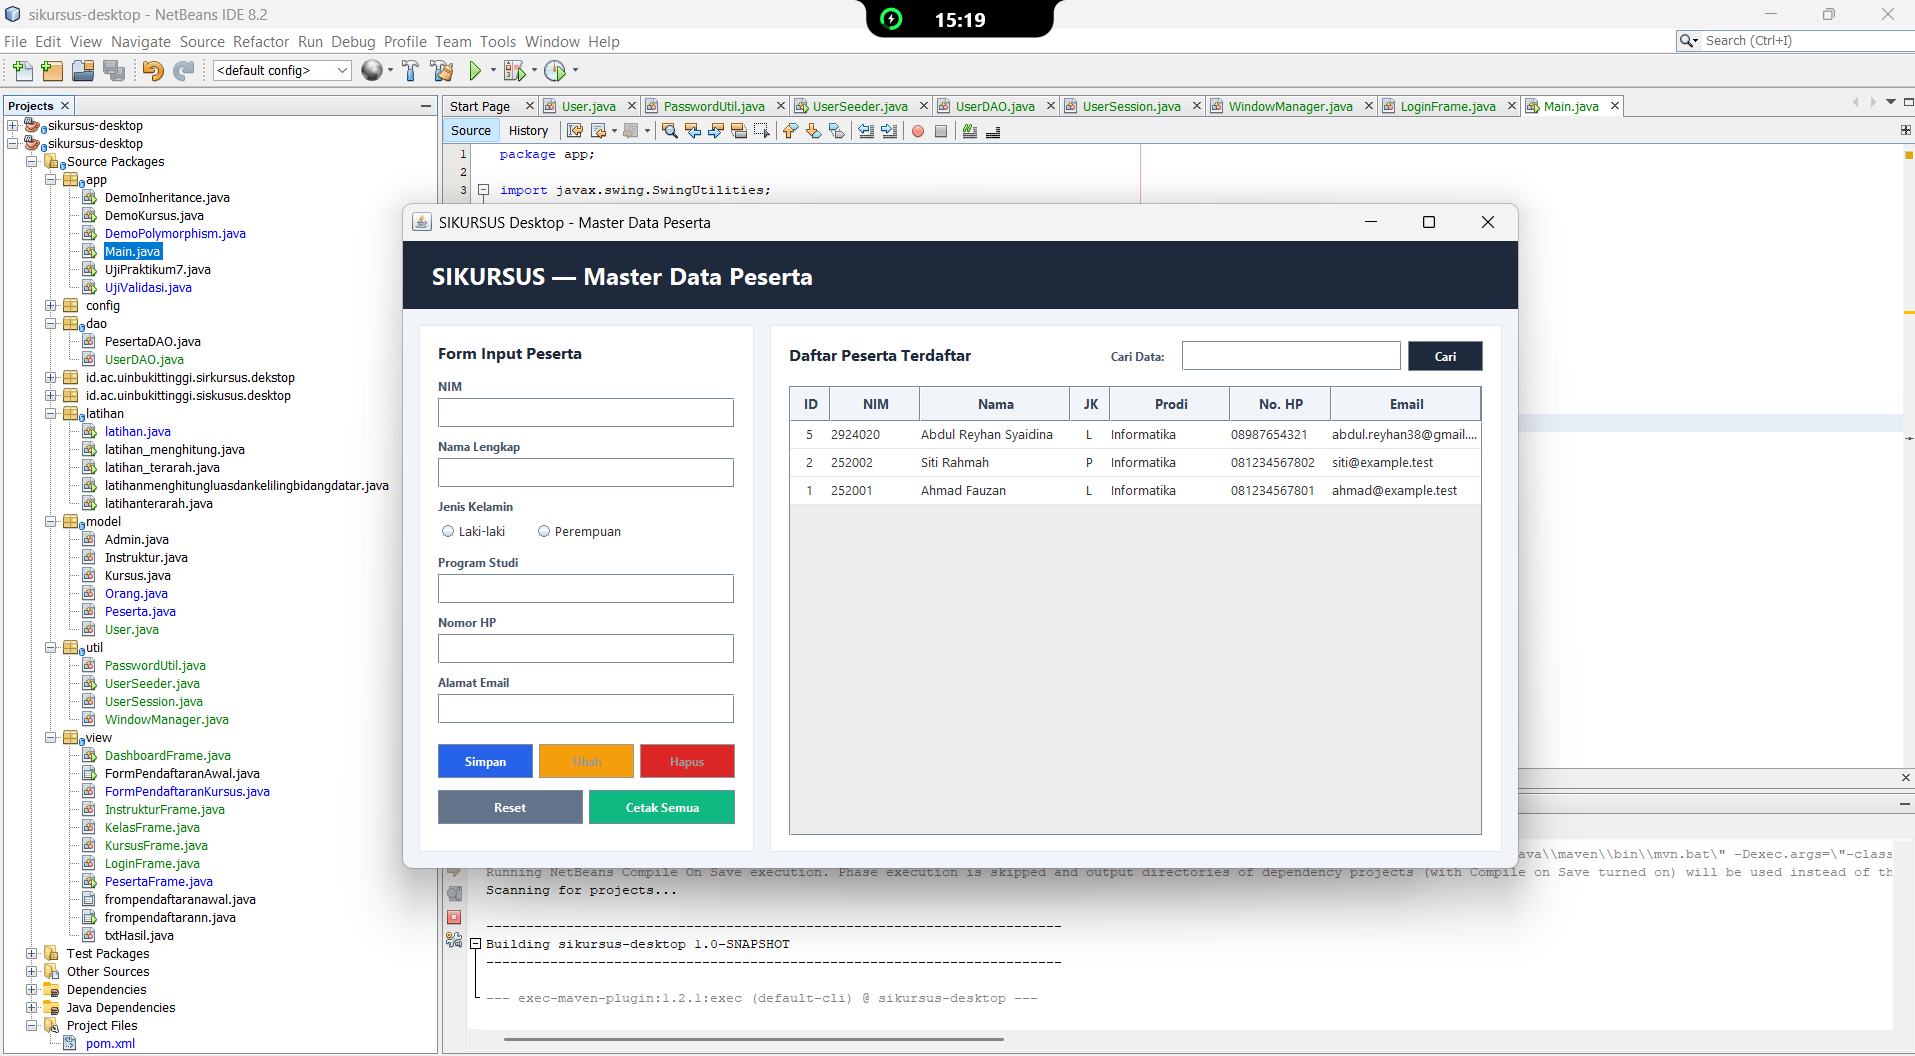 sikursus-desktop - NetBeans IDE 8.2
15:19
File Edit View Navigate Source Refactor Run Debug Profile Team Tools Window Help
Search (Ctrl+I)
<default config>
Projects
sikursus-desktop
sikursus-desktop
Source Packages
app
DemoInheritance.java
DemoKursus.java
DemoPolymorphism.java
Main.java
UjiPraktikum7.java
UjiValidasi.java
config
dao
PesertaDAO.java
UserDAO.java
id.ac.uinbukittinggi.sirkursus.dekstop
id.ac.uinbukittinggi.siskusus.desktop
latihan
latihan.java
latihan_menghitung.java
latihan_terarah.java
latihanmenghitungluasdankelilingbidangdatar.java
latihanterarah.java
model
Admin.java
Instruktur.java
Kursus.java
Orang.java
Peserta.java
User.java
util
PasswordUtil.java
UserSeeder.java
UserSession.java
WindowManager.java
view
DashboardFrame.java
FormPendaftaranAwal.java
FormPendaftaranKursus.java
InstrukturFrame.java
KelasFrame.java
KursusFrame.java
LoginFrame.java
PesertaFrame.java
frompendaftaranawal.java
frompendaftarann.java
txtHasil.java
Test Packages
Other Sources
Dependencies
Java Dependencies
Project Files
pom.xml
Start Page User.java PasswordUtil.java UserSeeder.java UserDAO.java UserSession.java WindowManager.java LoginFrame.java Main.java
Source History
1 package app;
2
3 import javax.swing.SwingUtilities;
SIKURSUS Desktop - Master Data Peserta
SIKURSUS — Master Data Peserta
Form Input Peserta
NIM
Nama Lengkap
Jenis Kelamin
Laki-laki Perempuan
Program Studi
Nomor HP
Alamat Email
Simpan Ubah Hapus
Reset Cetak Semua
Daftar Peserta Terdaftar Cari Data: Cari
ID NIM Nama JK Prodi No. HP Email
5 2924020 Abdul Reyhan Syaidina L Informatika 08987654321 abdul.reyhan38@gmail....
2 252002 Siti Rahmah P Informatika 081234567802 siti@example.test
1 252001 Ahmad Fauzan L Informatika 081234567801 ahmad@example.test
ava\\maven\\bin\\mvn.bat\" -Dexec.args=\"-class
Running NetBeans Compile On Save execution. Phase execution is skipped and output directories of dependency projects (with Compile on Save turned on) will be used instead of th
Scanning for projects...
------------------------------------------------------------------------
Building sikursus-desktop 1.0-SNAPSHOT
------------------------------------------------------------------------
--- exec-maven-plugin:1.2.1:exec (default-cli) @ sikursus-desktop ---